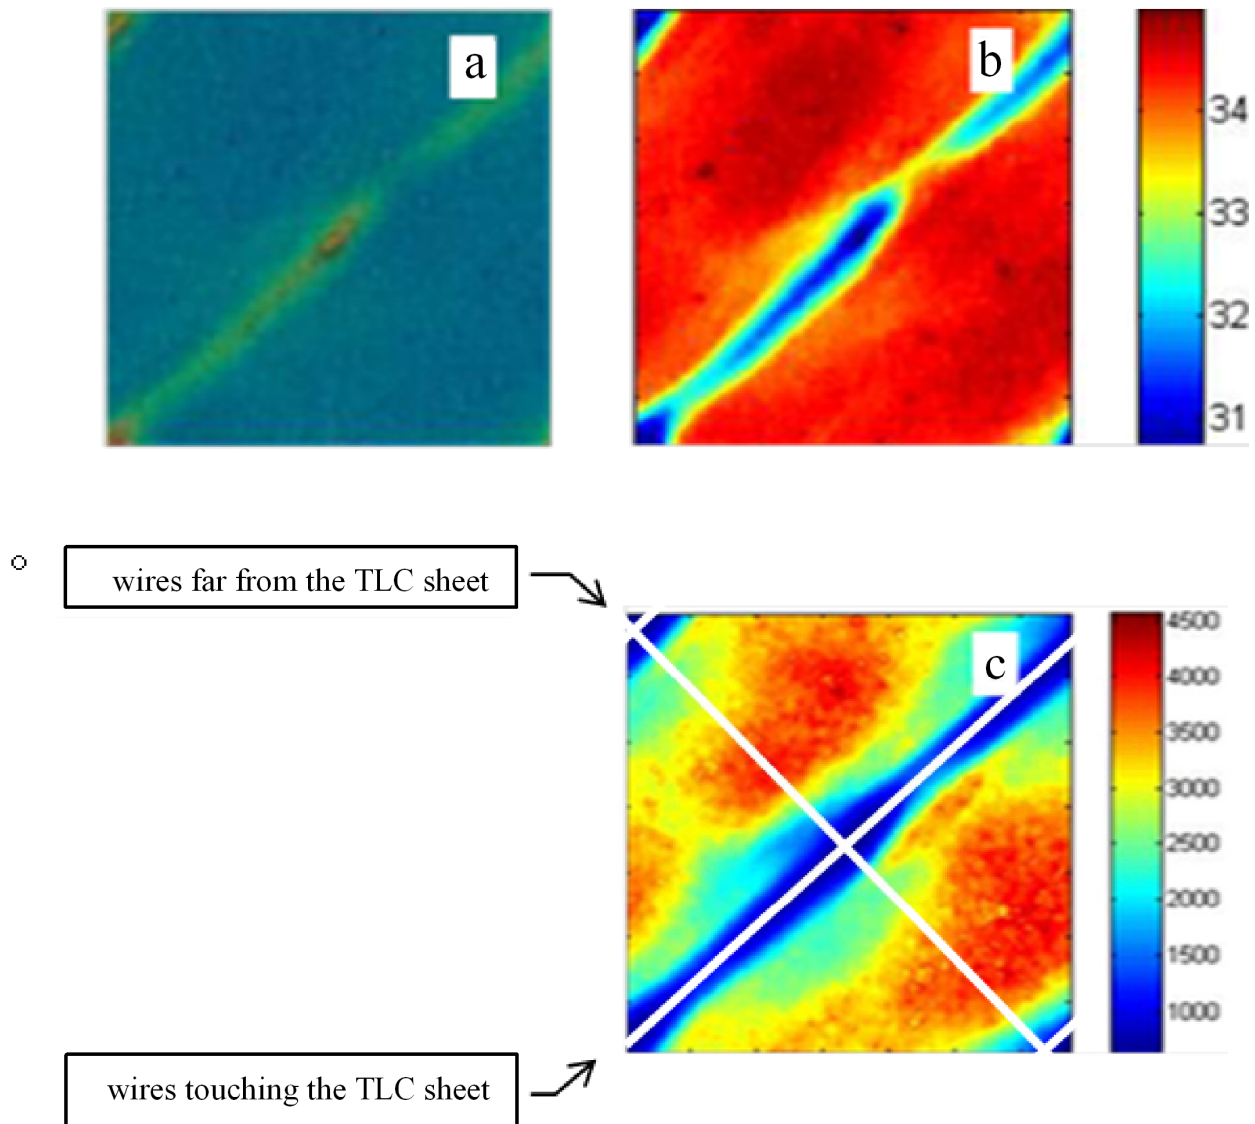 a
b
34
33
32
31
wires far from the TLC sheet
c
4500
4000
3500
3000
2500
2000
1500
1000
wires touching the TLC sheet